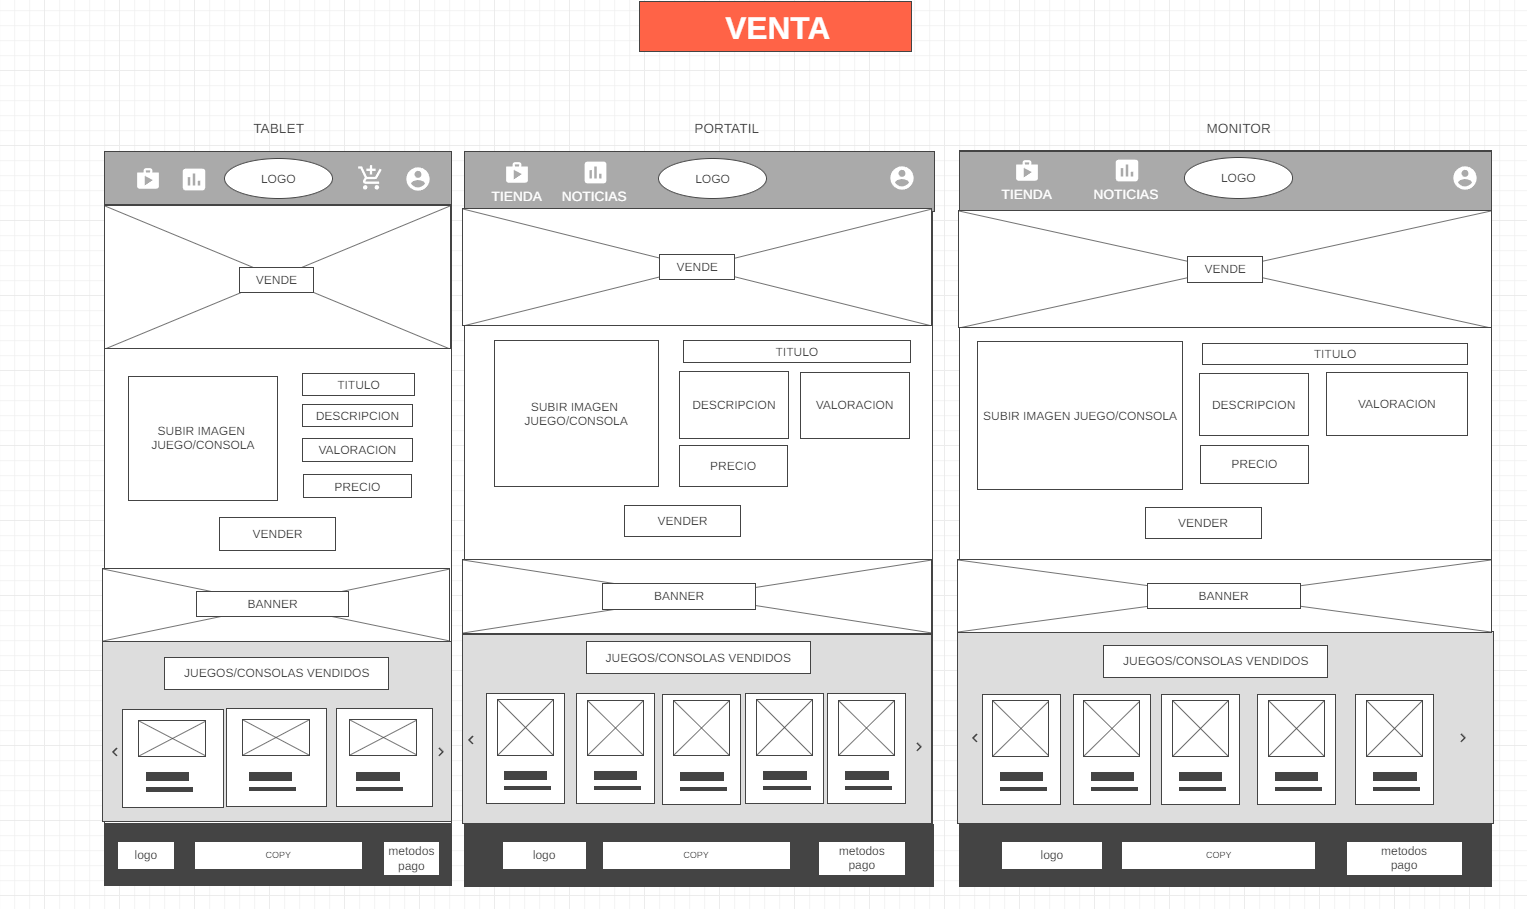 VENTA
TABLET
LOGO
VENDE
SUBIR IMAGEN
JUEGO/CONSOLA
TITULO
DESCRIPCION
VALORACION
PRECIO
VENDER
BANNER
JUEGOS/CONSOLAS VENDIDOS
logo
COPY
metodos
pago
PORTATIL
TIENDA
NOTICIAS
LOGO
VENDE
SUBIR IMAGEN
JUEGO/CONSOLA
TITULO
DESCRIPCION
VALORACION
PRECIO
VENDER
BANNER
JUEGOS/CONSOLAS VENDIDOS
logo
COPY
metodos
pago
MONITOR
TIENDA
NOTICIAS
LOGO
VENDE
SUBIR IMAGEN JUEGO/CONSOLA
TITULO
DESCRIPCION
VALORACION
PRECIO
VENDER
BANNER
JUEGOS/CONSOLAS VENDIDOS
logo
COPY
metodos
pago